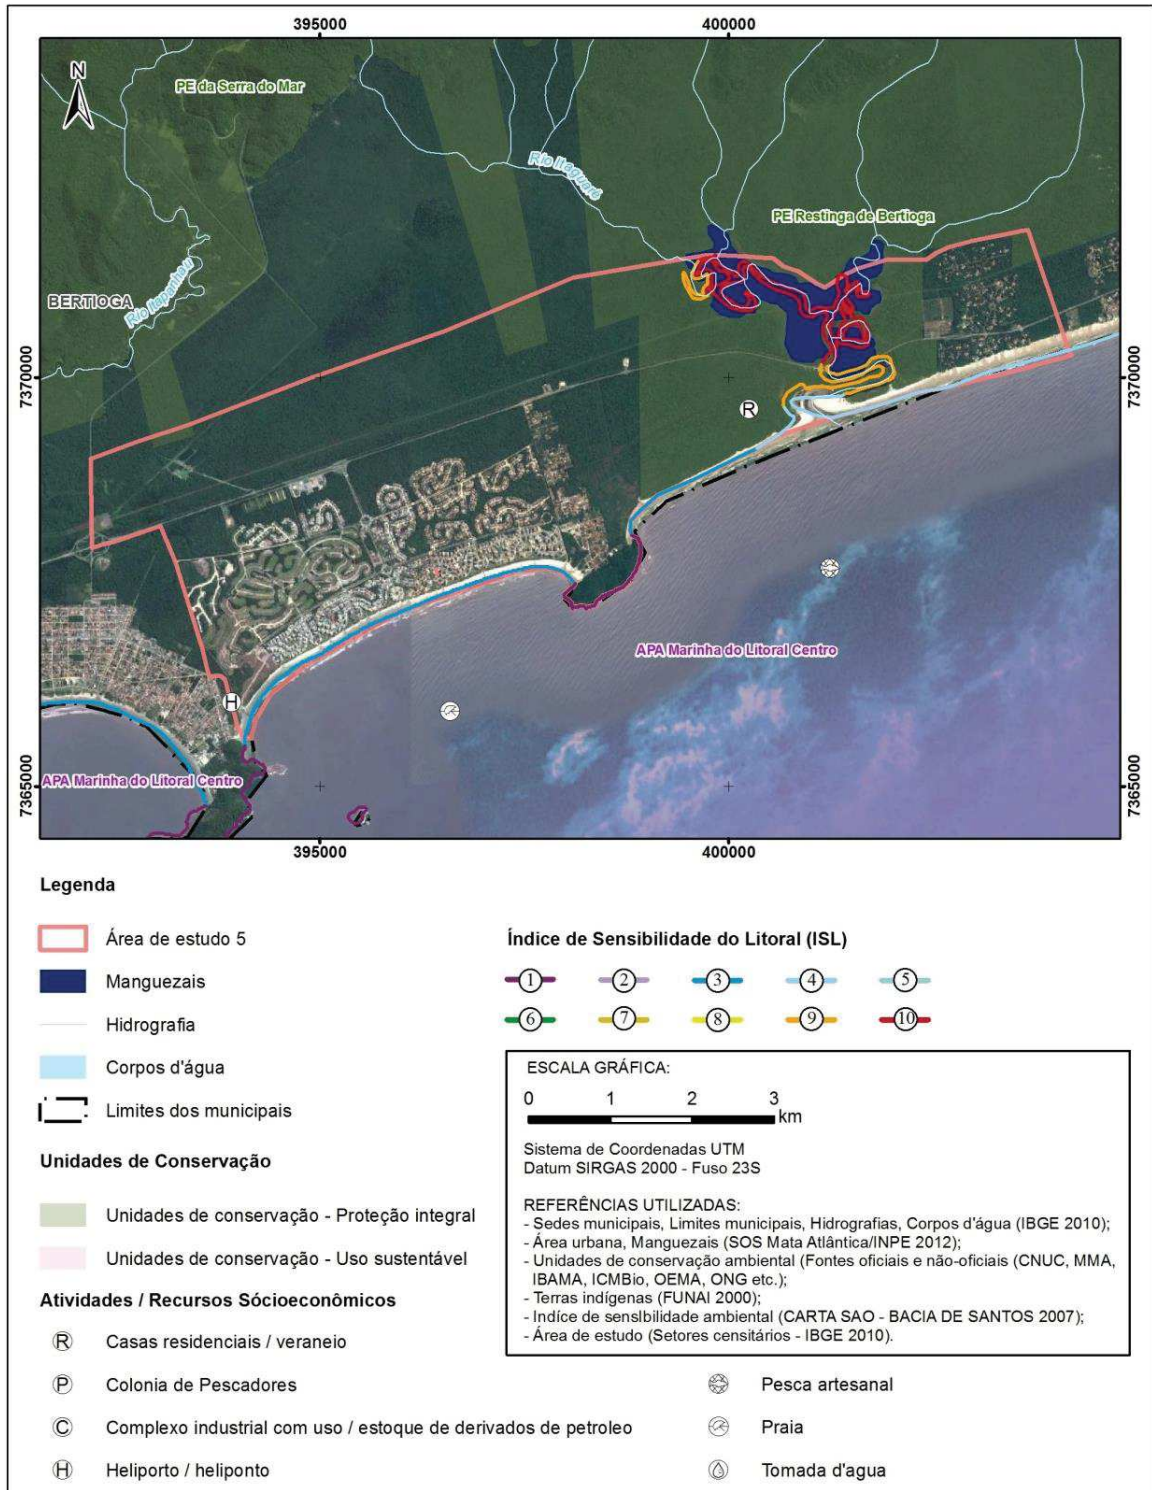 395000
400000
N
PE da Serra do Mar
Rio Itaguaré
PE Restinga de Bertioga
BERTIOGA
Rio Itapanhaú
7370000
7370000
R
APA Marinha do Litoral Centro
H
APA Marinha do Litoral Centro
7365000
7365000
395000
400000
Legenda
Área de estudo 5
Manguezais
Hidrografia
Corpos d'água
Limites dos municipais
Unidades de Conservação
Unidades de conservação - Proteção integral
Unidades de conservação - Uso sustentável
Atividades / Recursos Sócioeconômicos
R Casas residenciais / veraneio
P Colonia de Pescadores
C Complexo industrial com uso / estoque de derivados de petroleo
H Heliporto / heliponto
Índice de Sensibilidade do Litoral (ISL)
1 2 3 4 5
6 7 8 9 10
ESCALA GRÁFICA:
0 1 2 3
km
Sistema de Coordenadas UTM
Datum SIRGAS 2000 - Fuso 23S
REFERÊNCIAS UTILIZADAS:
- Sedes municipais, Limites municipais, Hidrografias, Corpos d'água (IBGE 2010);
- Área urbana, Manguezais (SOS Mata Atlântica/INPE 2012);
- Unidades de conservação ambiental (Fontes oficiais e não-oficiais (CNUC, MMA,
IBAMA, ICMBio, OEMA, ONG etc.);
- Terras indígenas (FUNAI 2000);
- Indíce de sensIbilidade ambiental (CARTA SAO - BACIA DE SANTOS 2007);
- Área de estudo (Setores censitários - IBGE 2010).
Pesca artesanal
Praia
Tomada d'agua